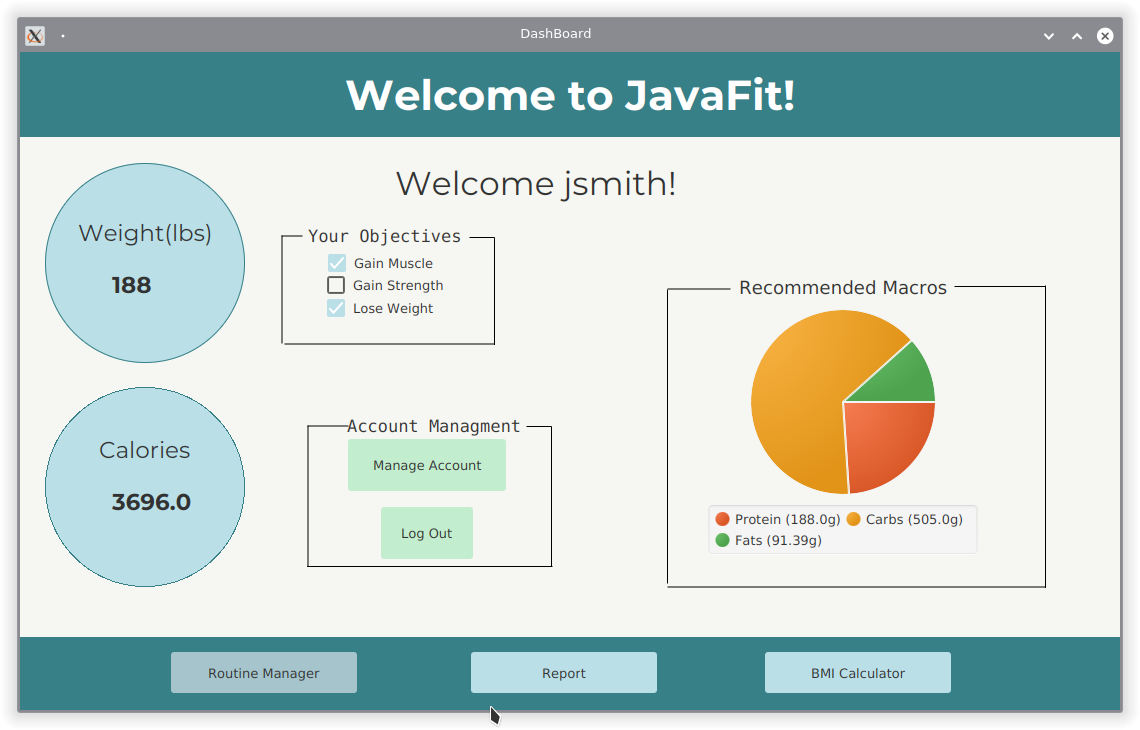 DashBoard
Welcome to JavaFit!
Welcome jsmith!
Weight(lbs)
188
Calories
3696.0
Your Objectives
Gain Muscle
Gain Strength
Lose Weight
Account Managment
Manage Account
Log Out
Recommended Macros
Protein (188.0g) Carbs (505.0g)
Fats (91.39g)
Routine Manager
Report
BMI Calculator